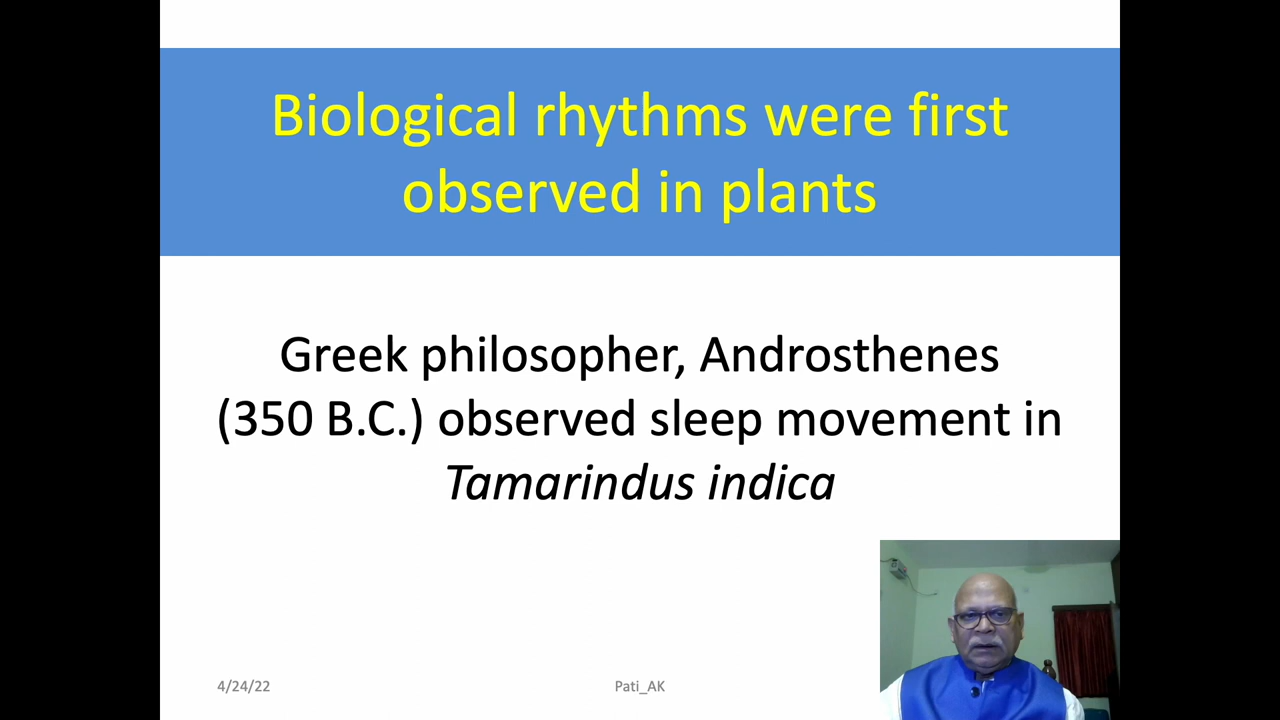 Biological rhythms were first
observed in plants
Greek philosopher, Androsthenes
(350 B.C.) observed sleep movement in
Tamarindus indica
4/24/22
Pati_AK